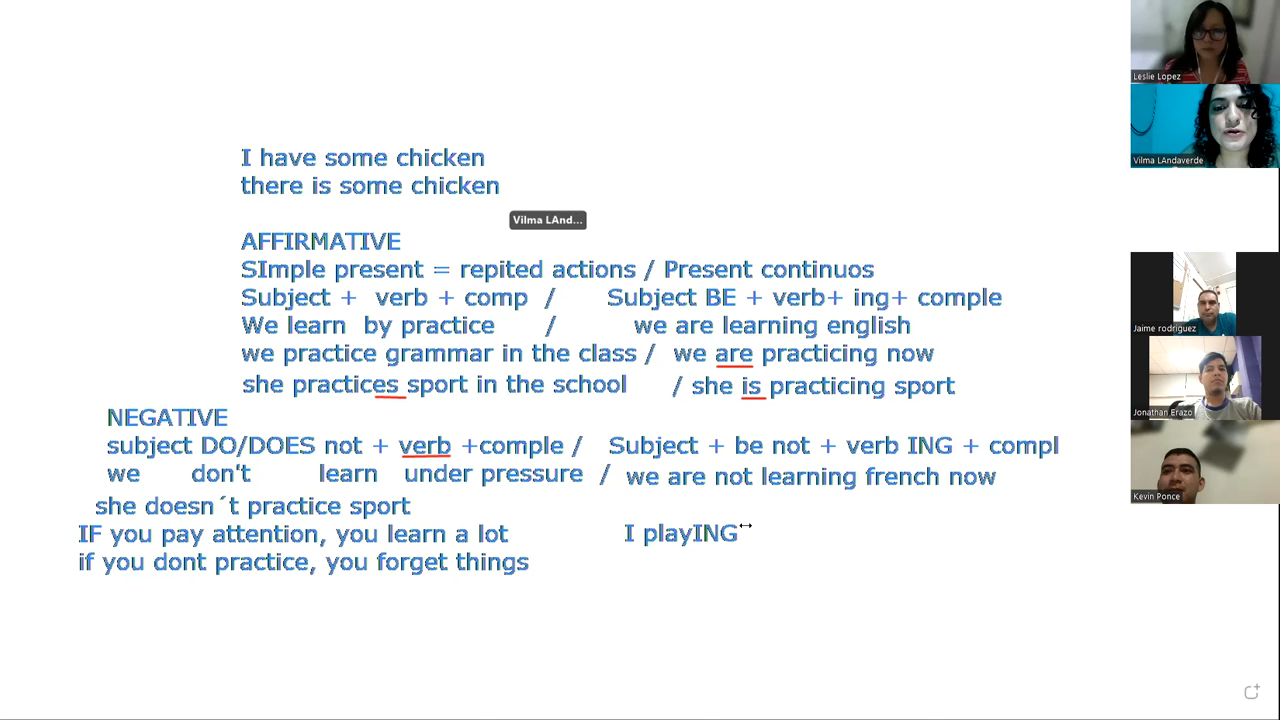 I have some chicken
there is some chicken
Vilma LAnd...
AFFIRMATIVE
SImple present = repited actions / Present continuos
Subject + verb + comp / Subject BE + verb+ ing+ comple
We learn by practice / we are learning english
we practice grammar in the class / we are practicing now
she practices sport in the school / she is practicing sport
NEGATIVE
subject DO/DOES not + verb +comple / Subject + be not + verb ING + compl
we don't learn under pressure / we are not learning french now
she doesn´t practice sport
IF you pay attention, you learn a lot I playING
if you dont practice, you forget things
Leslie Lopez
Vilma LAndaverde
Jaime rodriguez
Jonathan Erazo
Kevin Ponce